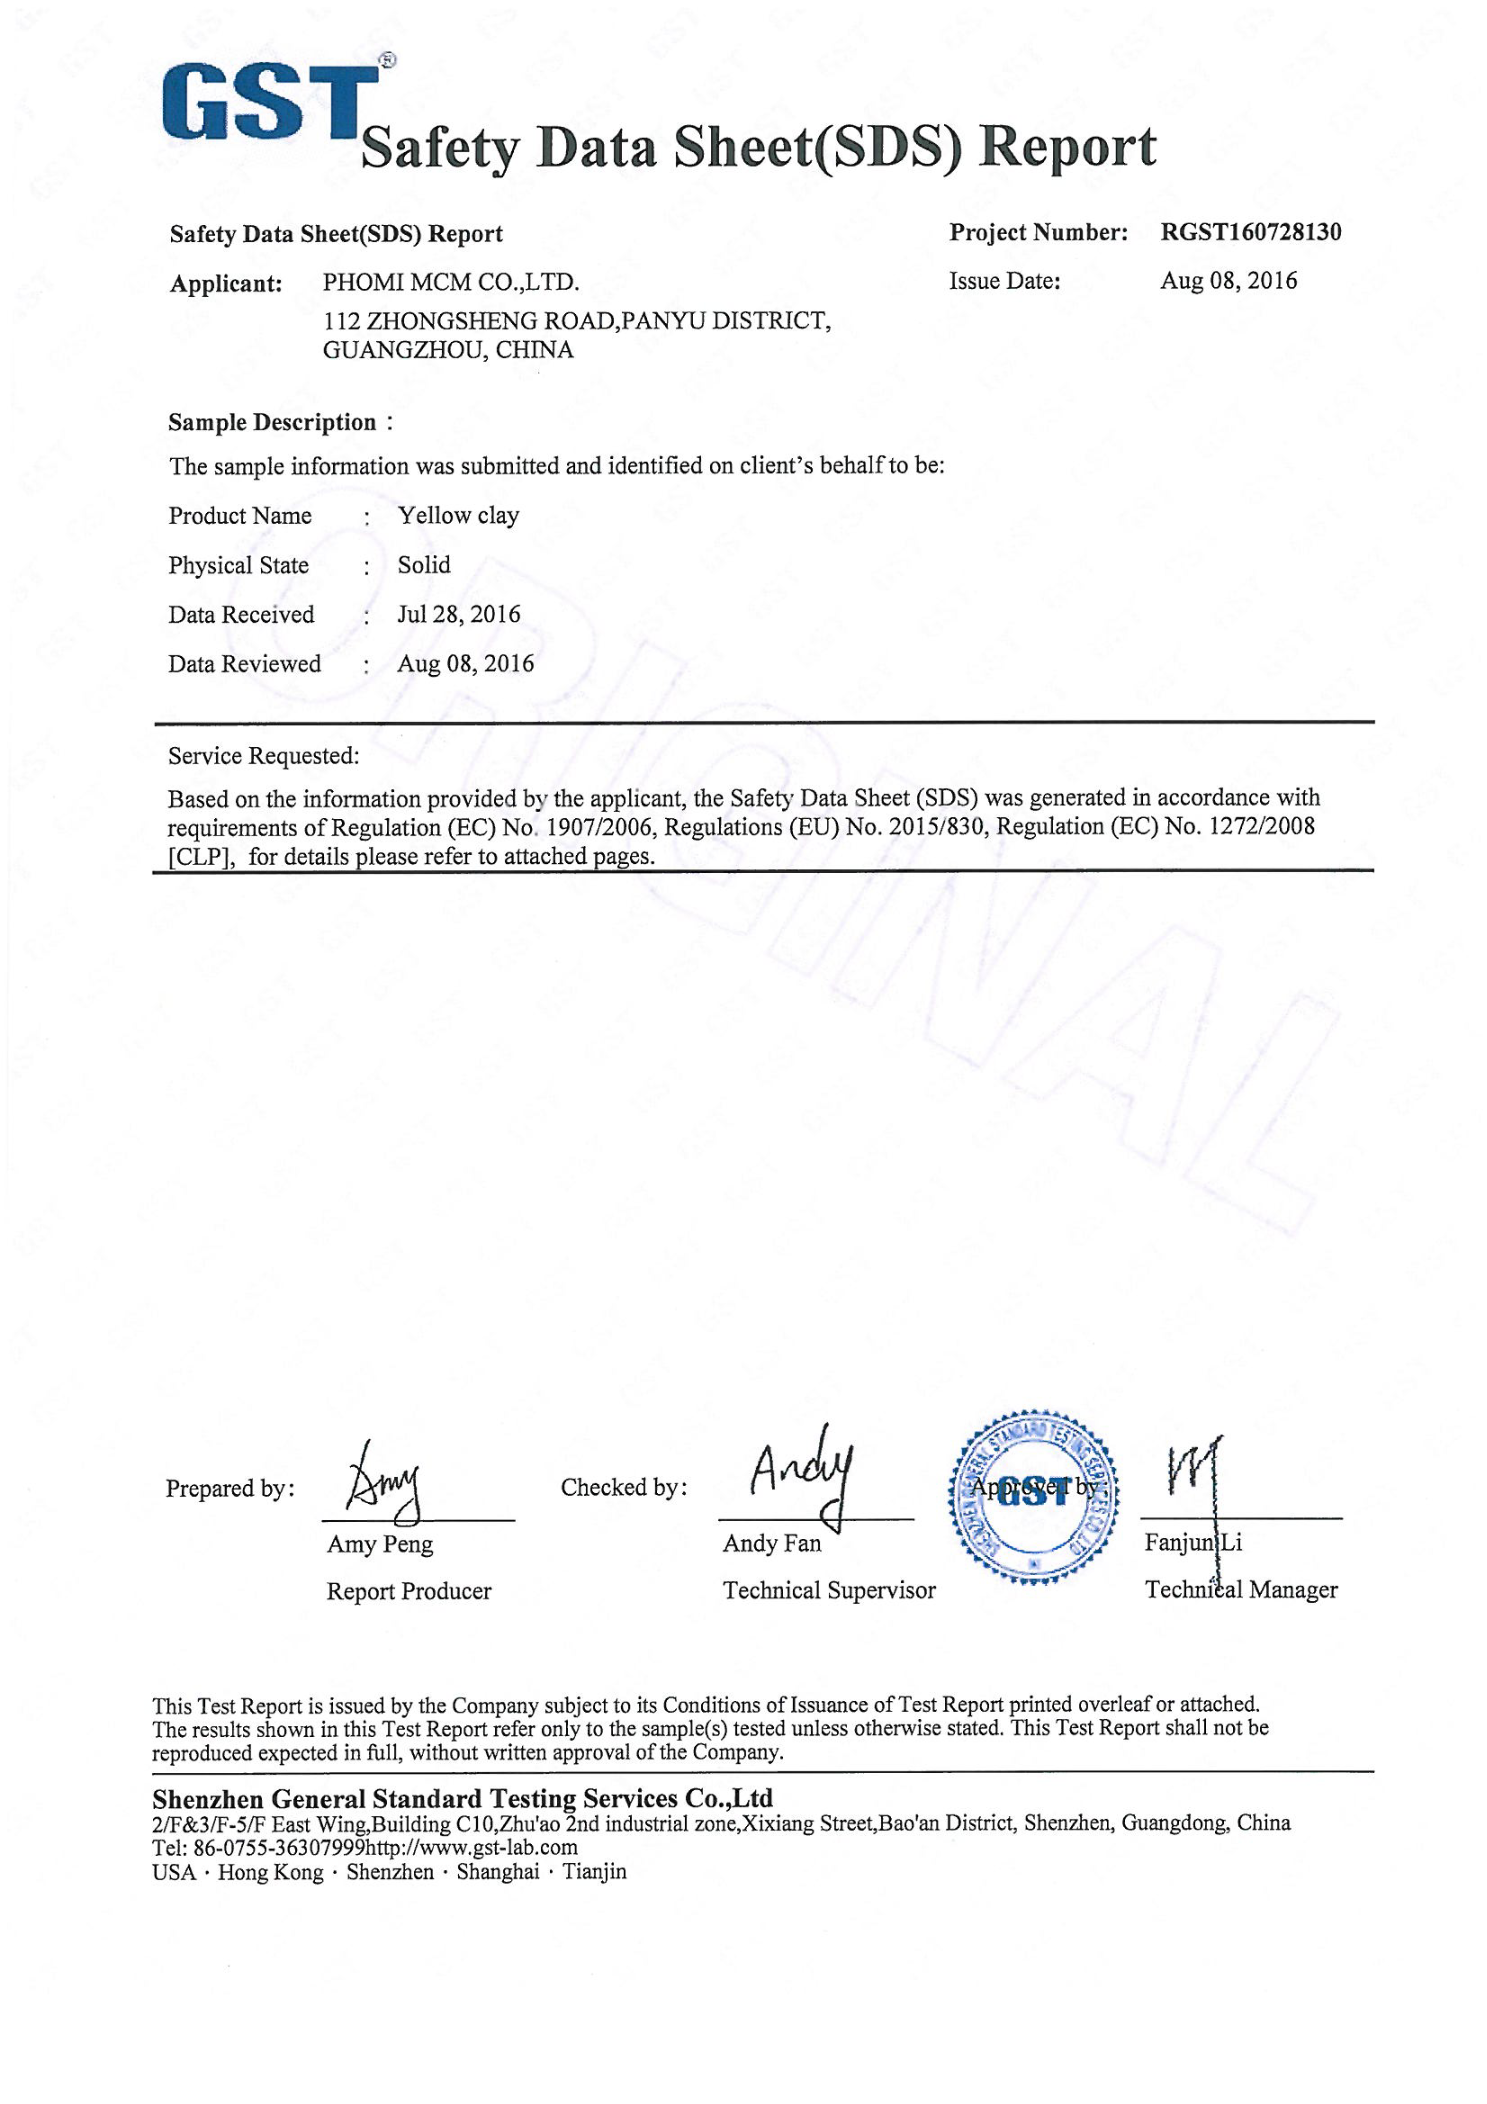 GST®
Safety Data Sheet(SDS) Report
Safety Data Sheet(SDS) Report
Project Number: RGST160728130
Applicant: PHOMI MCM CO.,LTD.
Issue Date: Aug 08, 2016
112 ZHONGSHENG ROAD,PANYU DISTRICT,
GUANGZHOU, CHINA
Sample Description :
The sample information was submitted and identified on client's behalf to be:
Product Name : Yellow clay
Physical State : Solid
Data Received : Jul 28, 2016
Data Reviewed : Aug 08, 2016
Service Requested:
Based on the information provided by the applicant, the Safety Data Sheet (SDS) was generated in accordance with
requirements of Regulation (EC) No. 1907/2006, Regulations (EU) No. 2015/830, Regulation (EC) No. 1272/2008
[CLP], for details please refer to attached pages.
ORIGINAL
Prepared by: Amy
Checked by: Andy
Approved by:
SHENZHEN GENERAL STANDARD TESTING SERVICES CO.,LTD
GST
Amy Peng
Andy Fan
Fanjun Li
Report Producer
Technical Supervisor
Technical Manager
This Test Report is issued by the Company subject to its Conditions of Issuance of Test Report printed overleaf or attached.
The results shown in this Test Report refer only to the sample(s) tested unless otherwise stated. This Test Report shall not be
reproduced expected in full, without written approval of the Company.
Shenzhen General Standard Testing Services Co.,Ltd
2/F&3/F-5/F East Wing,Building C10,Zhu'ao 2nd industrial zone,Xixiang Street,Bao'an District, Shenzhen, Guangdong, China
Tel: 86-0755-36307999http://www.gst-lab.com
USA · Hong Kong · Shenzhen · Shanghai · Tianjin